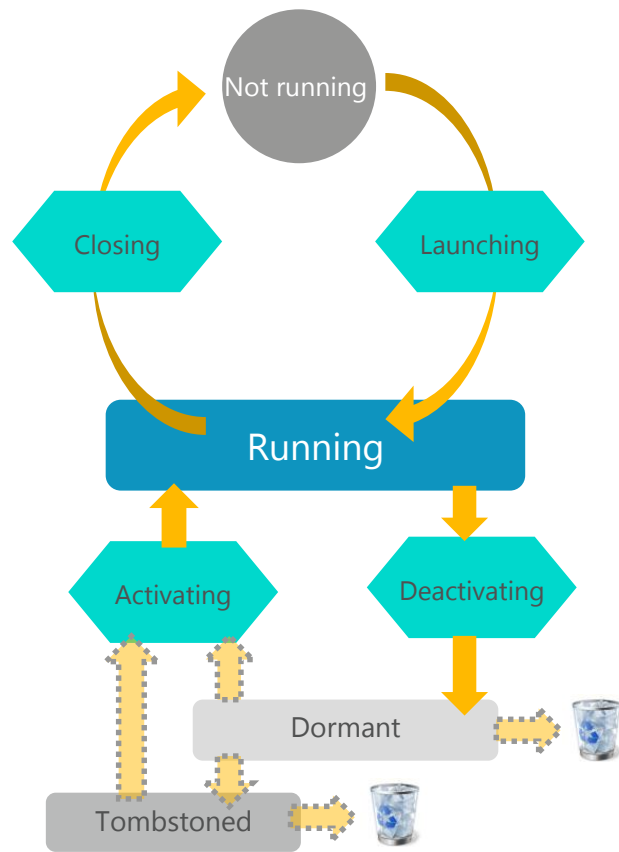 Not running
Closing
Launching
Running
Activating
Deactivating
Dormant
Tombstoned